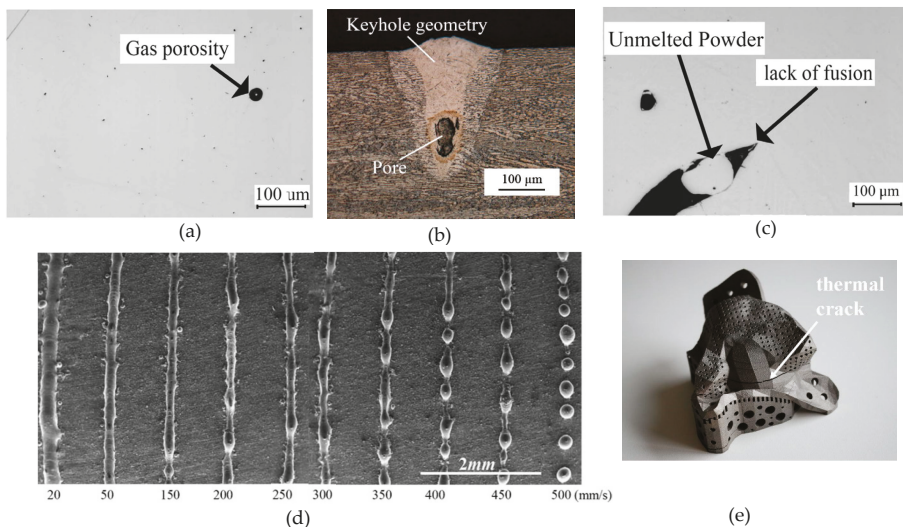 Gas porosity
100 um
(a)
Keyhole geometry
Pore
100 μm
(b)
Unmelted Powder
lack of fusion
100 μm
(c)
2mm
20 50 150 200 250 300 350 400 450 500 (mm/s)
(d)
thermal
crack
(e)